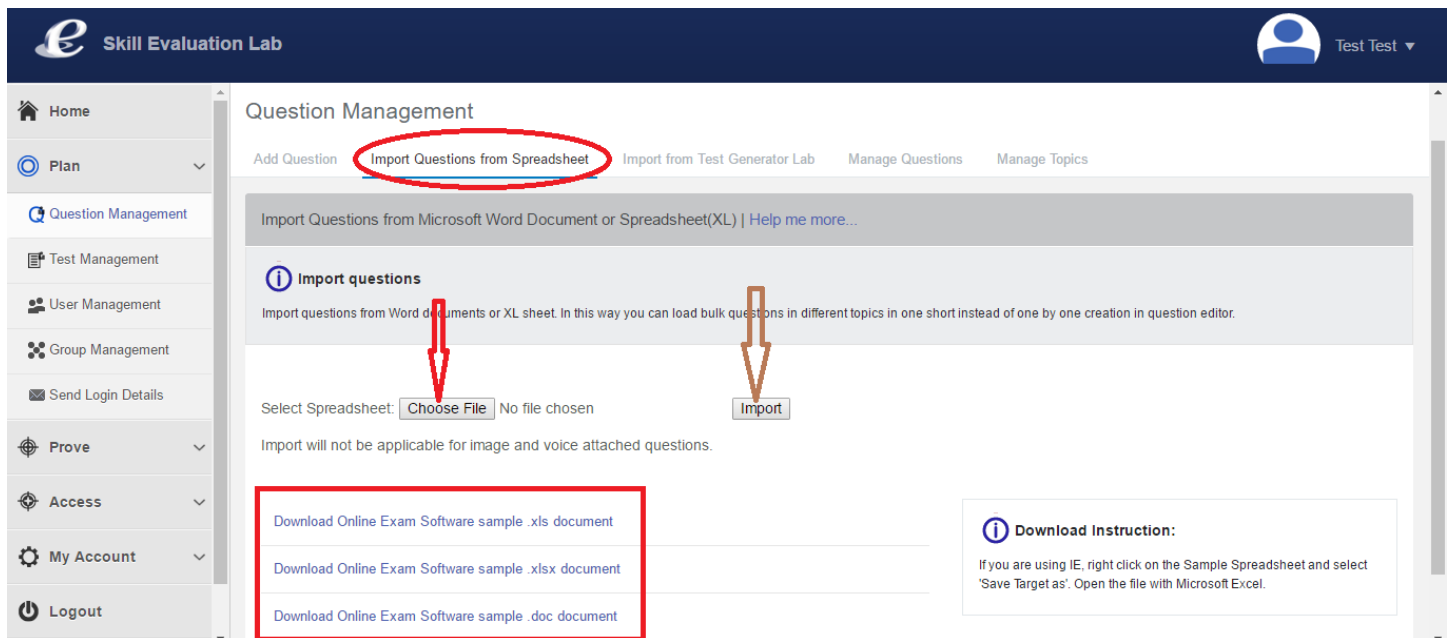 Skill Evaluation Lab
Test Test ▼
Home
Plan
Question Management
Test Management
User Management
Group Management
Send Login Details
Prove
Access
My Account
Logout
Question Management
Add Question Import Questions from Spreadsheet Import from Test Generator Lab Manage Questions Manage Topics
Import Questions from Microsoft Word Document or Spreadsheet(XL) | Help me more...
Import questions
Import questions from Word documents or XL sheet. In this way you can load bulk questions in different topics in one short instead of one by one creation in question editor.
Select Spreadsheet: Choose File No file chosen Import
Import will not be applicable for image and voice attached questions.
Download Online Exam Software sample .xls document
Download Online Exam Software sample .xlsx document
Download Online Exam Software sample .doc document
Download Instruction:
If you are using IE, right click on the Sample Spreadsheet and select
'Save Target as'. Open the file with Microsoft Excel.